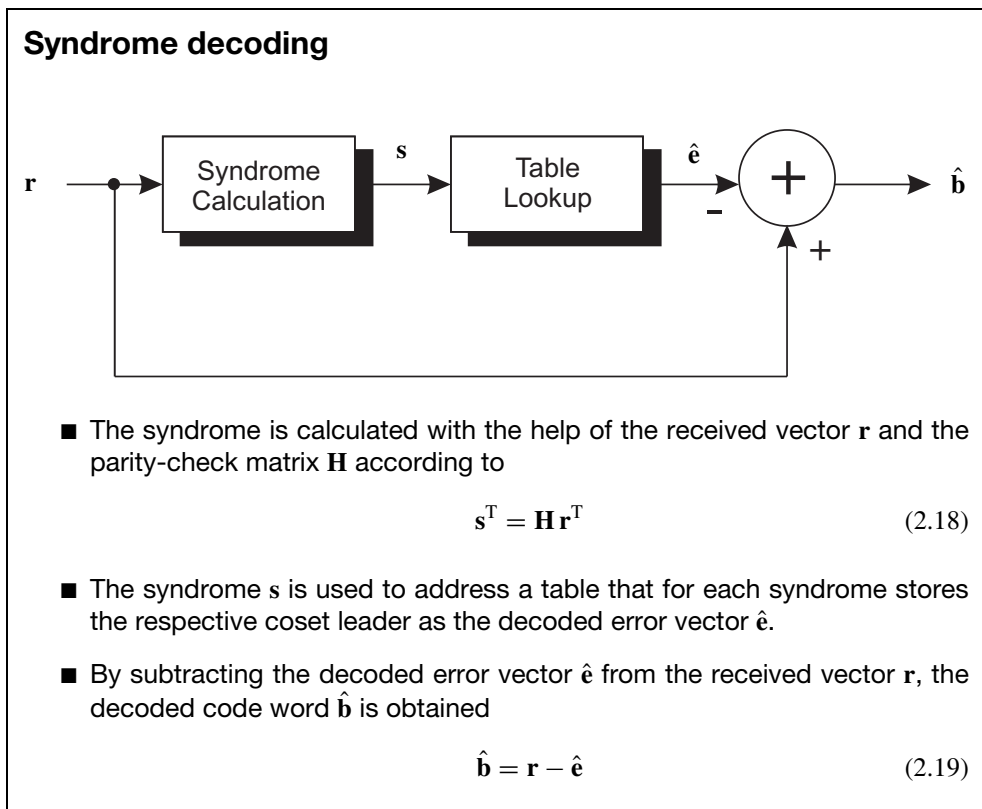 Syndrome decoding
r
Syndrome
Calculation
s
Table
Lookup
ê
−
+
+
b̂
■ The syndrome is calculated with the help of the received vector r and the
parity-check matrix H according to
sᵀ = H rᵀ (2.18)
■ The syndrome s is used to address a table that for each syndrome stores
the respective coset leader as the decoded error vector ê.
■ By subtracting the decoded error vector ê from the received vector r, the
decoded code word b̂ is obtained
b̂ = r − ê (2.19)